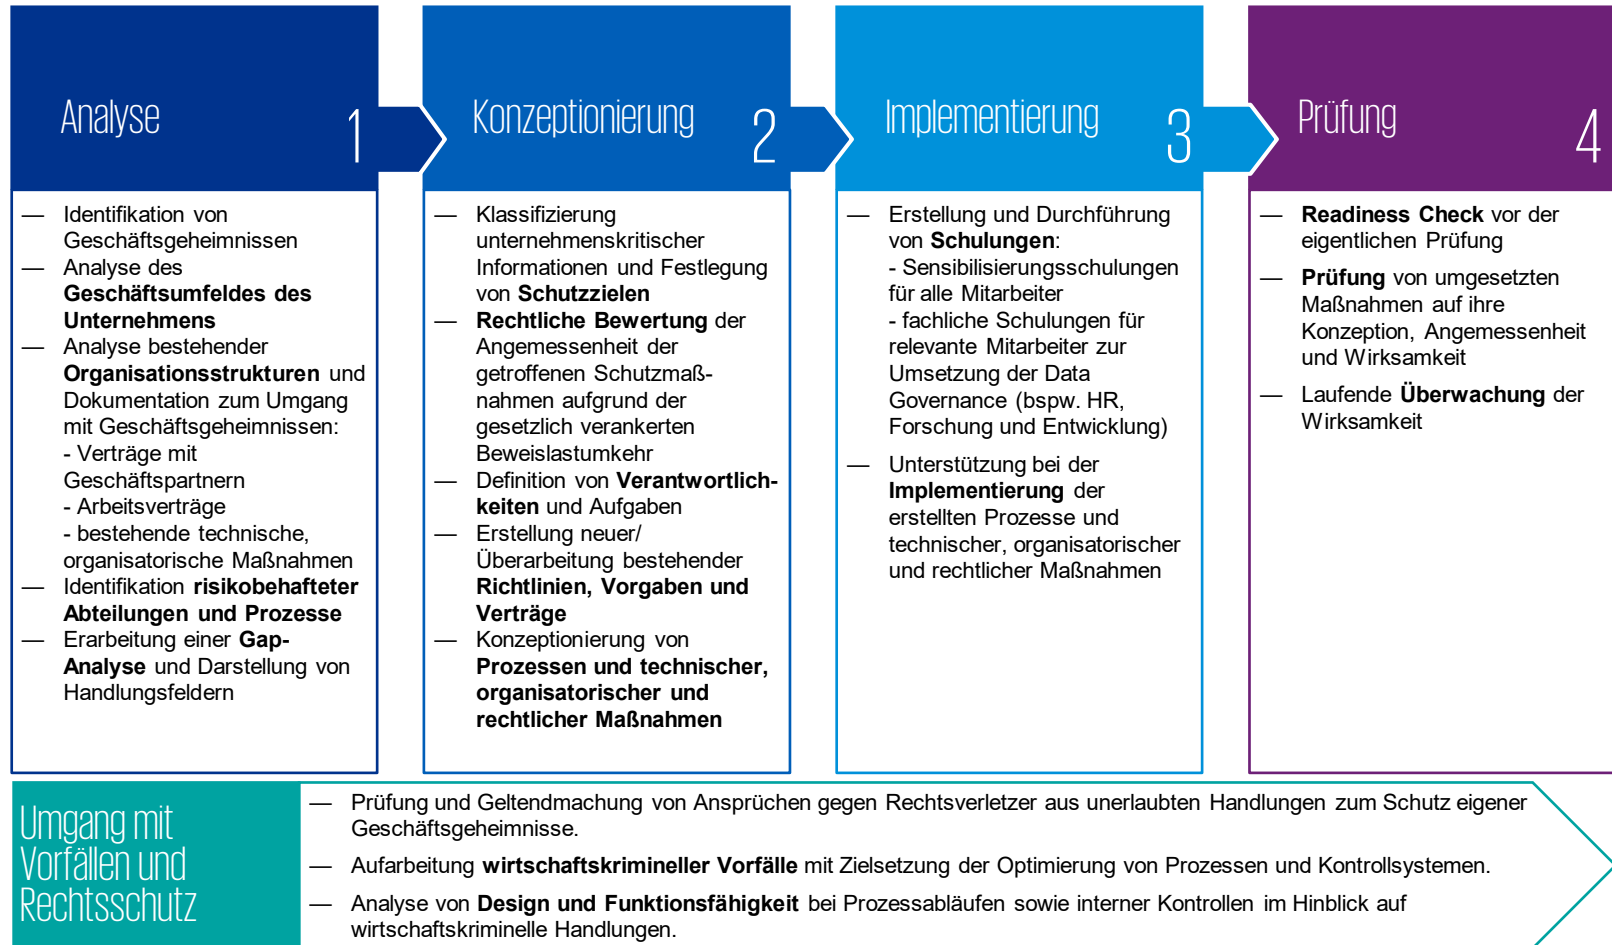 Analyse
1
— Identifikation von
Geschäftsgeheimnissen
— Analyse des
Geschäftsumfeldes des
Unternehmens
— Analyse bestehender
Organisationsstrukturen und
Dokumentation zum Umgang
mit Geschäftsgeheimnissen:
- Verträge mit
Geschäftspartnern
- Arbeitsverträge
- bestehende technische,
organisatorische Maßnahmen
— Identifikation risikobehafteter
Abteilungen und Prozesse
— Erarbeitung einer Gap-
Analyse und Darstellung von
Handlungsfeldern
Konzeptionierung
2
— Klassifizierung
unternehmenskritischer
Informationen und Festlegung
von Schutzzielen
— Rechtliche Bewertung der
Angemessenheit der
getroffenen Schutzmaß-
nahmen aufgrund der
gesetzlich verankerten
Beweislastumkehr
— Definition von Verantwortlich-
keiten und Aufgaben
— Erstellung neuer/
Überarbeitung bestehender
Richtlinien, Vorgaben und
Verträge
— Konzeptionierung von
Prozessen und technischer,
organisatorischer und
rechtlicher Maßnahmen
Implementierung
3
— Erstellung und Durchführung
von Schulungen:
- Sensibilisierungsschulungen
für alle Mitarbeiter
- fachliche Schulungen für
relevante Mitarbeiter zur
Umsetzung der Data
Governance (bspw. HR,
Forschung und Entwicklung)
— Unterstützung bei der
Implementierung der
erstellten Prozesse und
technischer, organisatorischer
und rechtlicher Maßnahmen
Prüfung
4
— Readiness Check vor der
eigentlichen Prüfung
— Prüfung von umgesetzten
Maßnahmen auf ihre
Konzeption, Angemessenheit
und Wirksamkeit
— Laufende Überwachung der
Wirksamkeit
Umgang mit
Vorfällen und
Rechtsschutz
— Prüfung und Geltendmachung von Ansprüchen gegen Rechtsverletzer aus unerlaubten Handlungen zum Schutz eigener
Geschäftsgeheimnisse.
— Aufarbeitung wirtschaftskrimineller Vorfälle mit Zielsetzung der Optimierung von Prozessen und Kontrollsystemen.
— Analyse von Design und Funktionsfähigkeit bei Prozessabläufen sowie interner Kontrollen im Hinblick auf
wirtschaftskriminelle Handlungen.